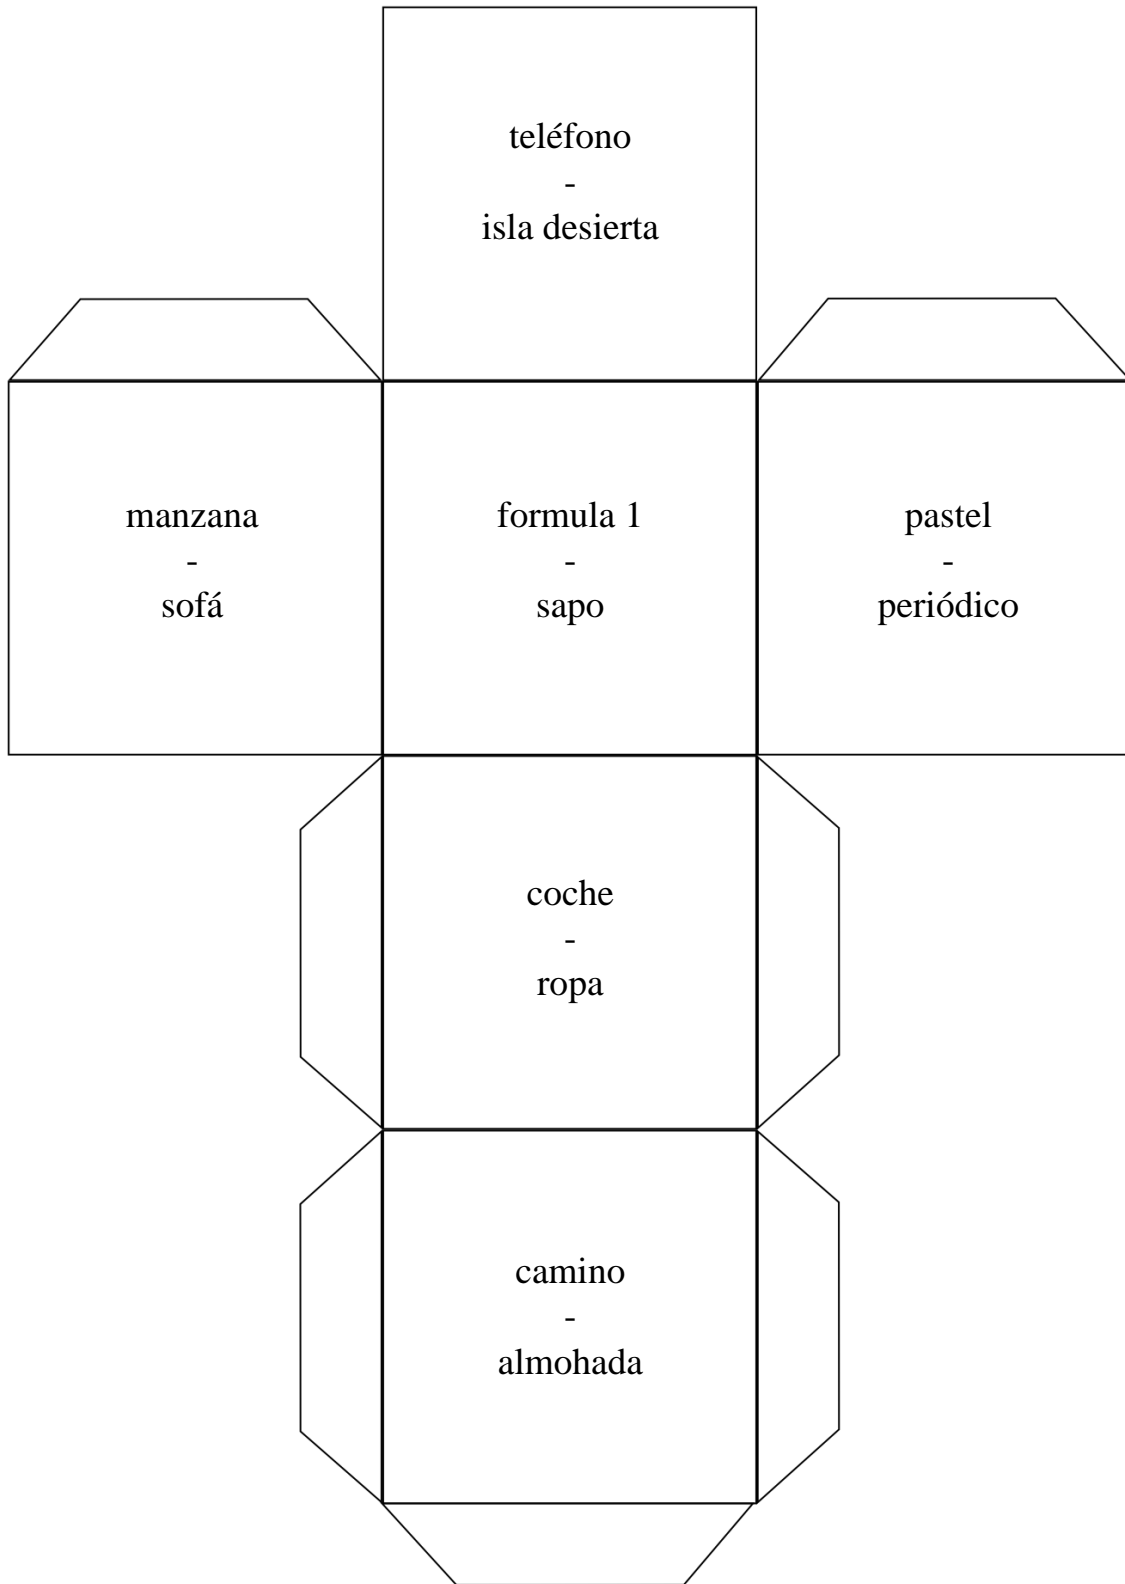 teléfono
-
isla desierta
manzana
-
sofá
formula 1
-
sapo
pastel
-
periódico
coche
-
ropa
camino
-
almohada